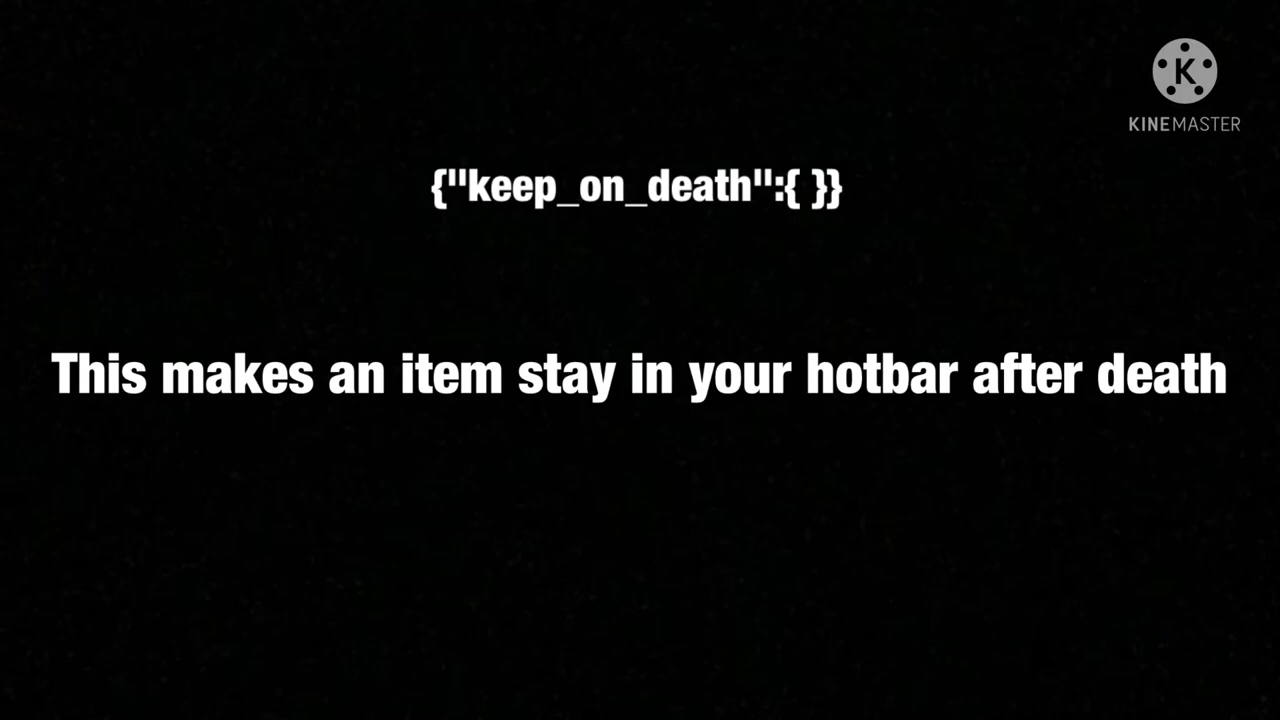 K
KINEMASTER
{"keep_on_death":{ }}
This makes an item stay in your hotbar after death